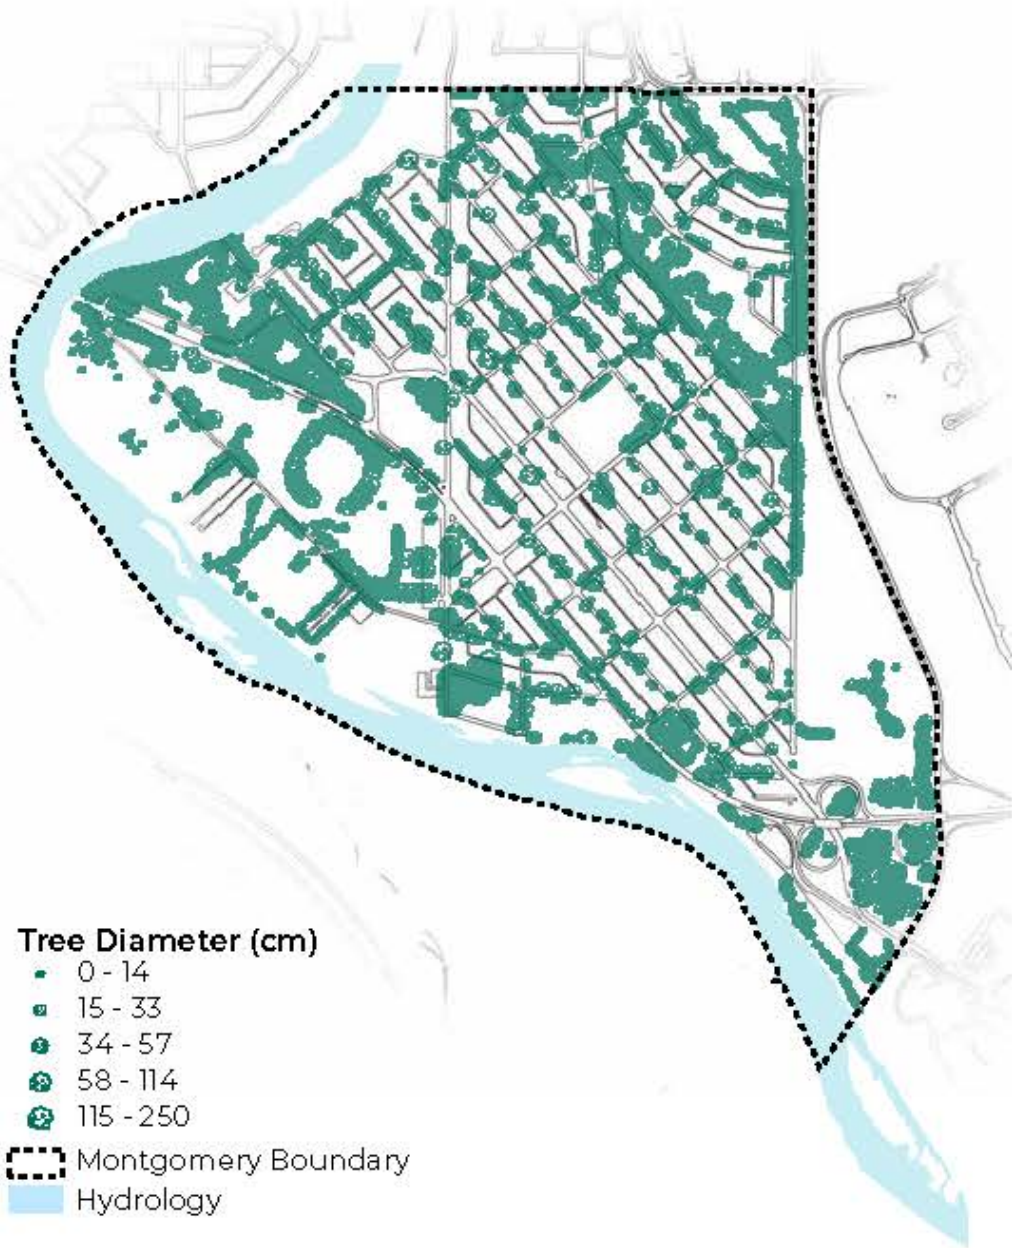 Tree Diameter (cm)
0 - 14
15 - 33
34 - 57
58 - 114
115 - 250
Montgomery Boundary
Hydrology